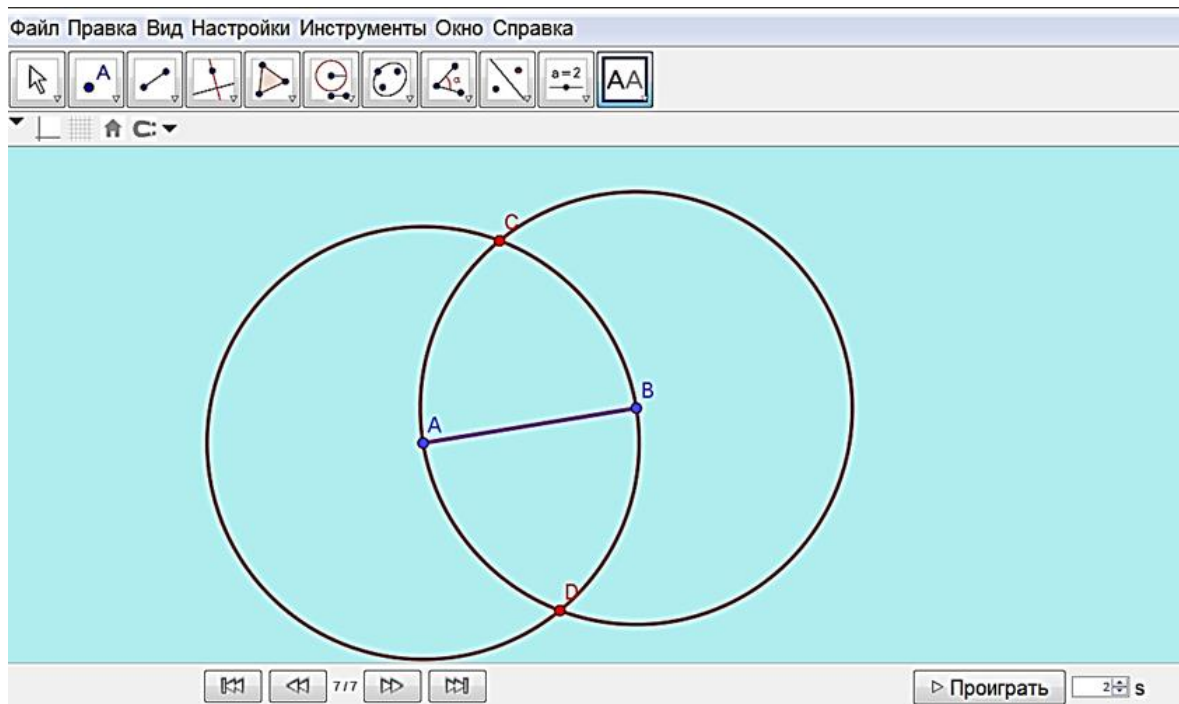 Файл Правка Вид Настройки Инструменты Окно Справка
A a=2 AA
C
B
A
D
7/7 Проиграть 2 s